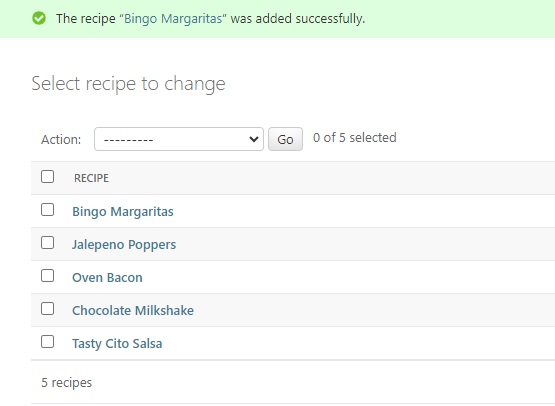 The recipe “Bingo Margaritas” was added successfully.
Select recipe to change
Action: --------- Go 0 of 5 selected
RECIPE
Bingo Margaritas
Jalepeno Poppers
Oven Bacon
Chocolate Milkshake
Tasty Cito Salsa
5 recipes